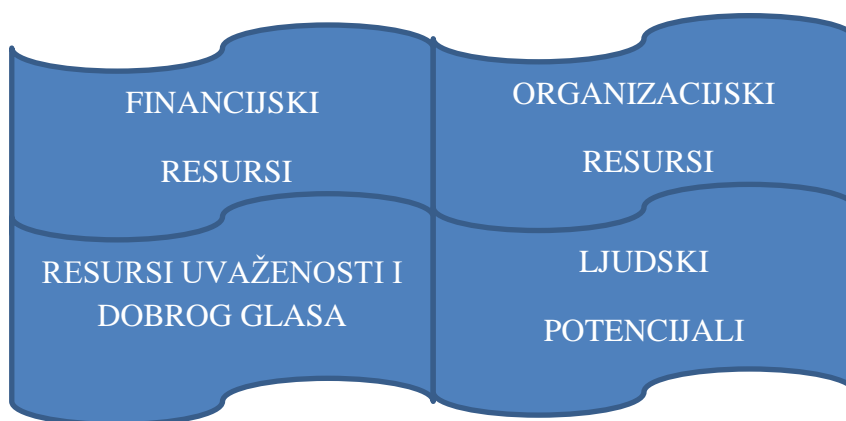 FINANCIJSKI
RESURSI
ORGANIZACIJSKI
RESURSI
RESURSI UVAŽENOSTI I
DOBROG GLASA
LJUDSKI
POTENCIJALI